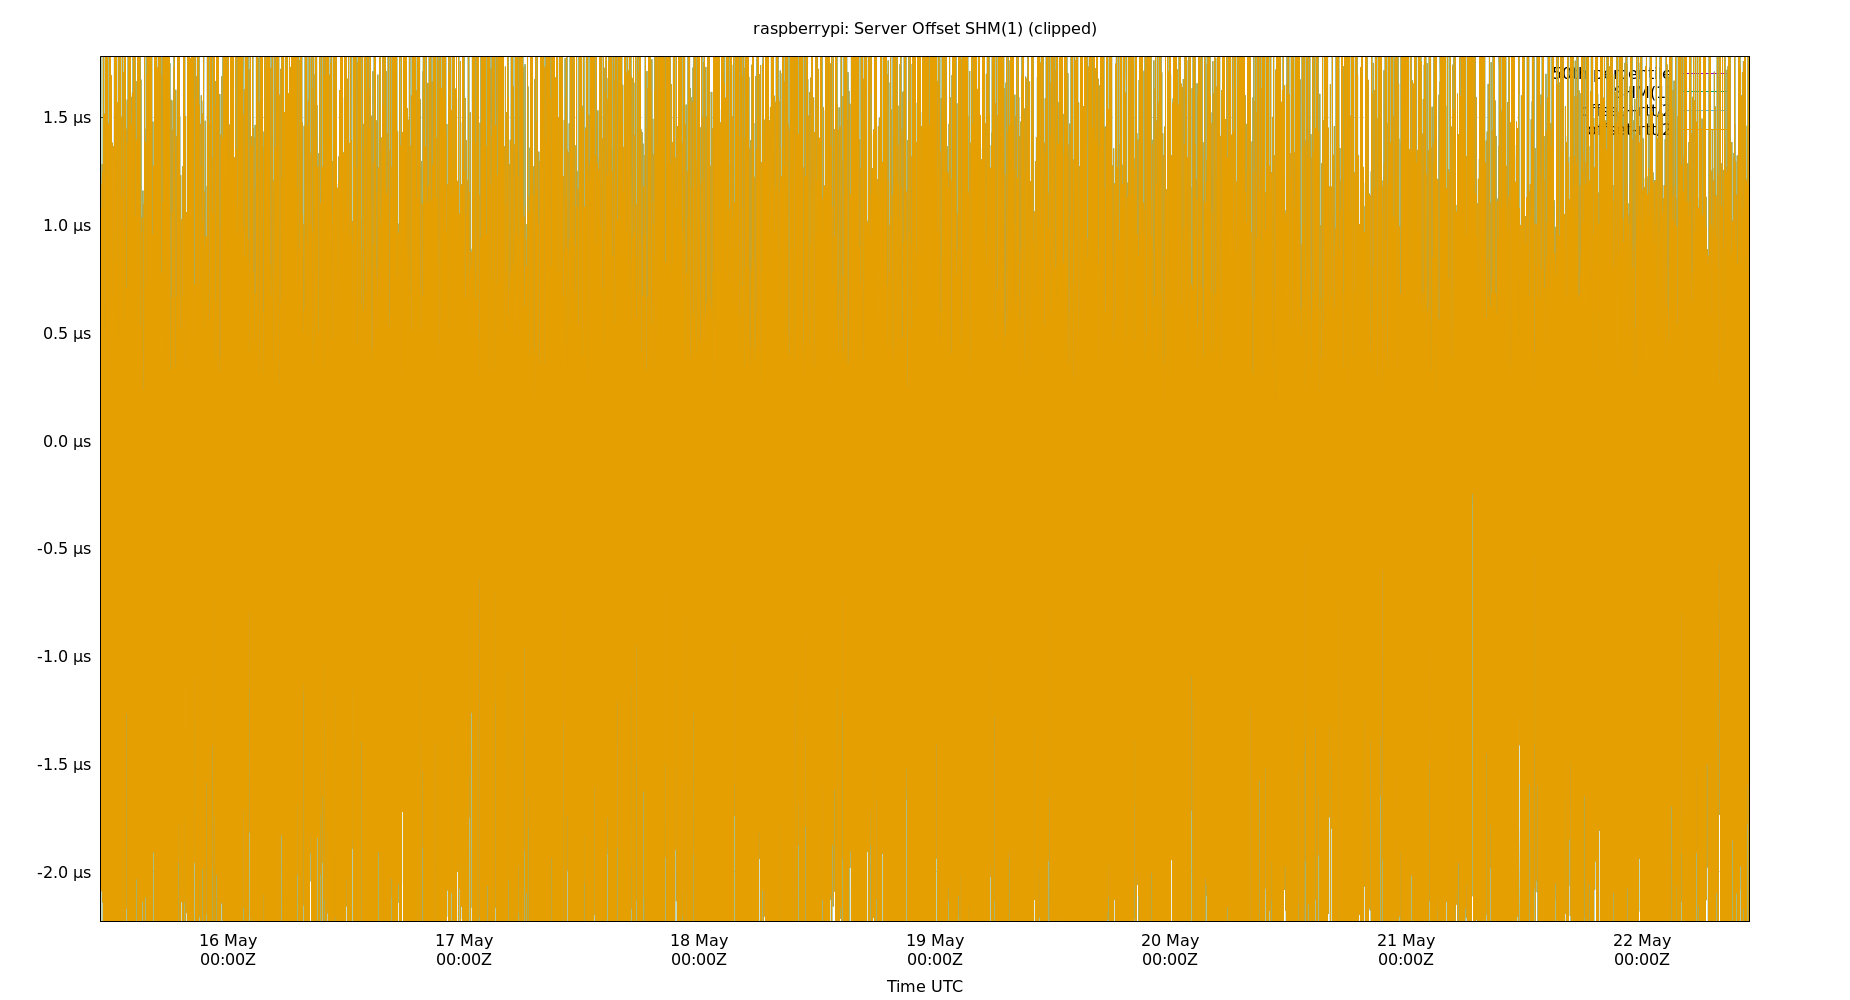 raspberrypi: Server Offset SHM(1) (clipped)
1.5 µs
1.0 µs
0.5 µs
0.0 µs
-0.5 µs
-1.0 µs
-1.5 µs
-2.0 µs
16 May
00:00Z
17 May
00:00Z
18 May
00:00Z
19 May
00:00Z
20 May
00:00Z
21 May
00:00Z
22 May
00:00Z
Time UTC